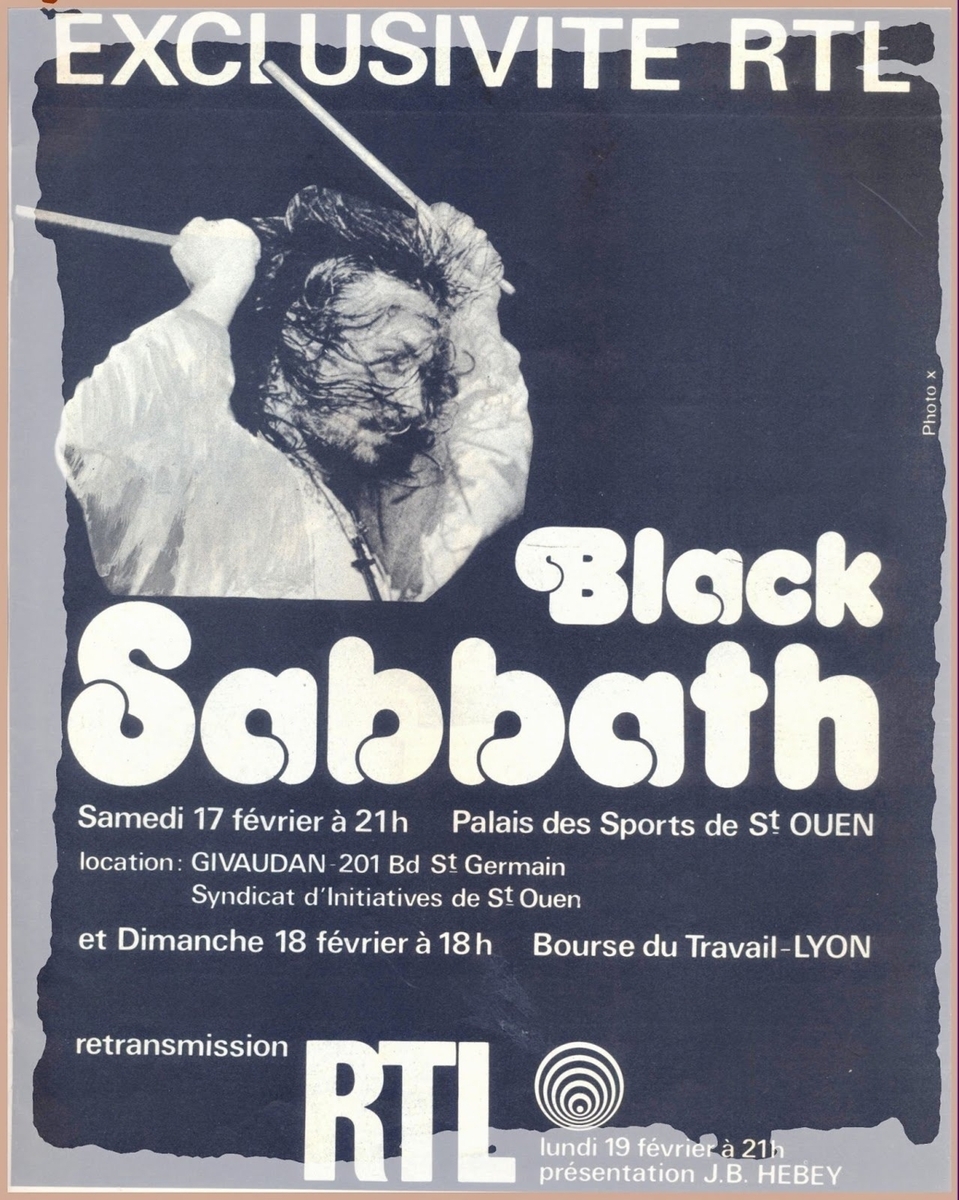 EXCLUSIVITE RTL
Photo x
Black
Sabbath
Samedi 17 février à 21h Palais des Sports de St OUEN
location: GIVAUDAN-201 Bd St Germain
Syndicat d'Initiatives de St Ouen
et Dimanche 18 février à 18h Bourse du Travail-LYON
retransmission RTL
lundi 19 février à 21h
présentation J.B. HEBEY